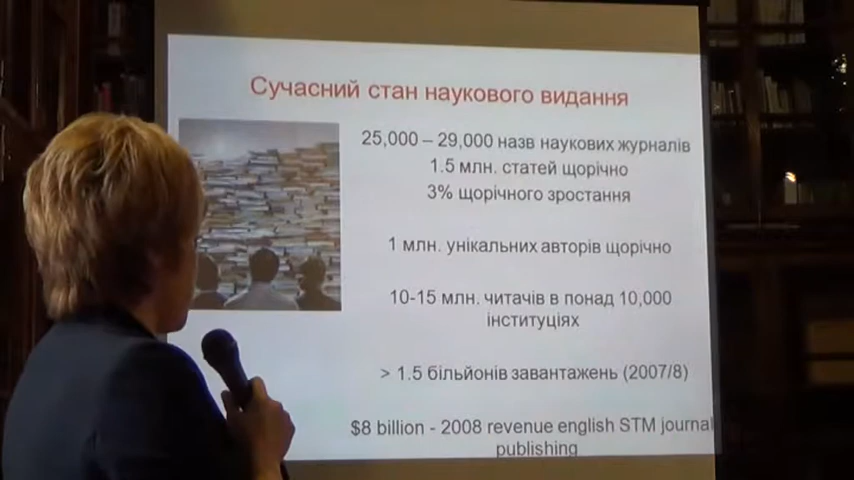 Сучасний стан наукового видання
25,000 – 29,000 назв наукових журналів
1.5 млн. статей щорічно
3% щорічного зростання
1 млн. унікальних авторів щорічно
10-15 млн. читачів в понад 10,000
інституціях
> 1.5 більйонів завантажень (2007/8)
$8 billion - 2008 revenue english STM journal
publishing